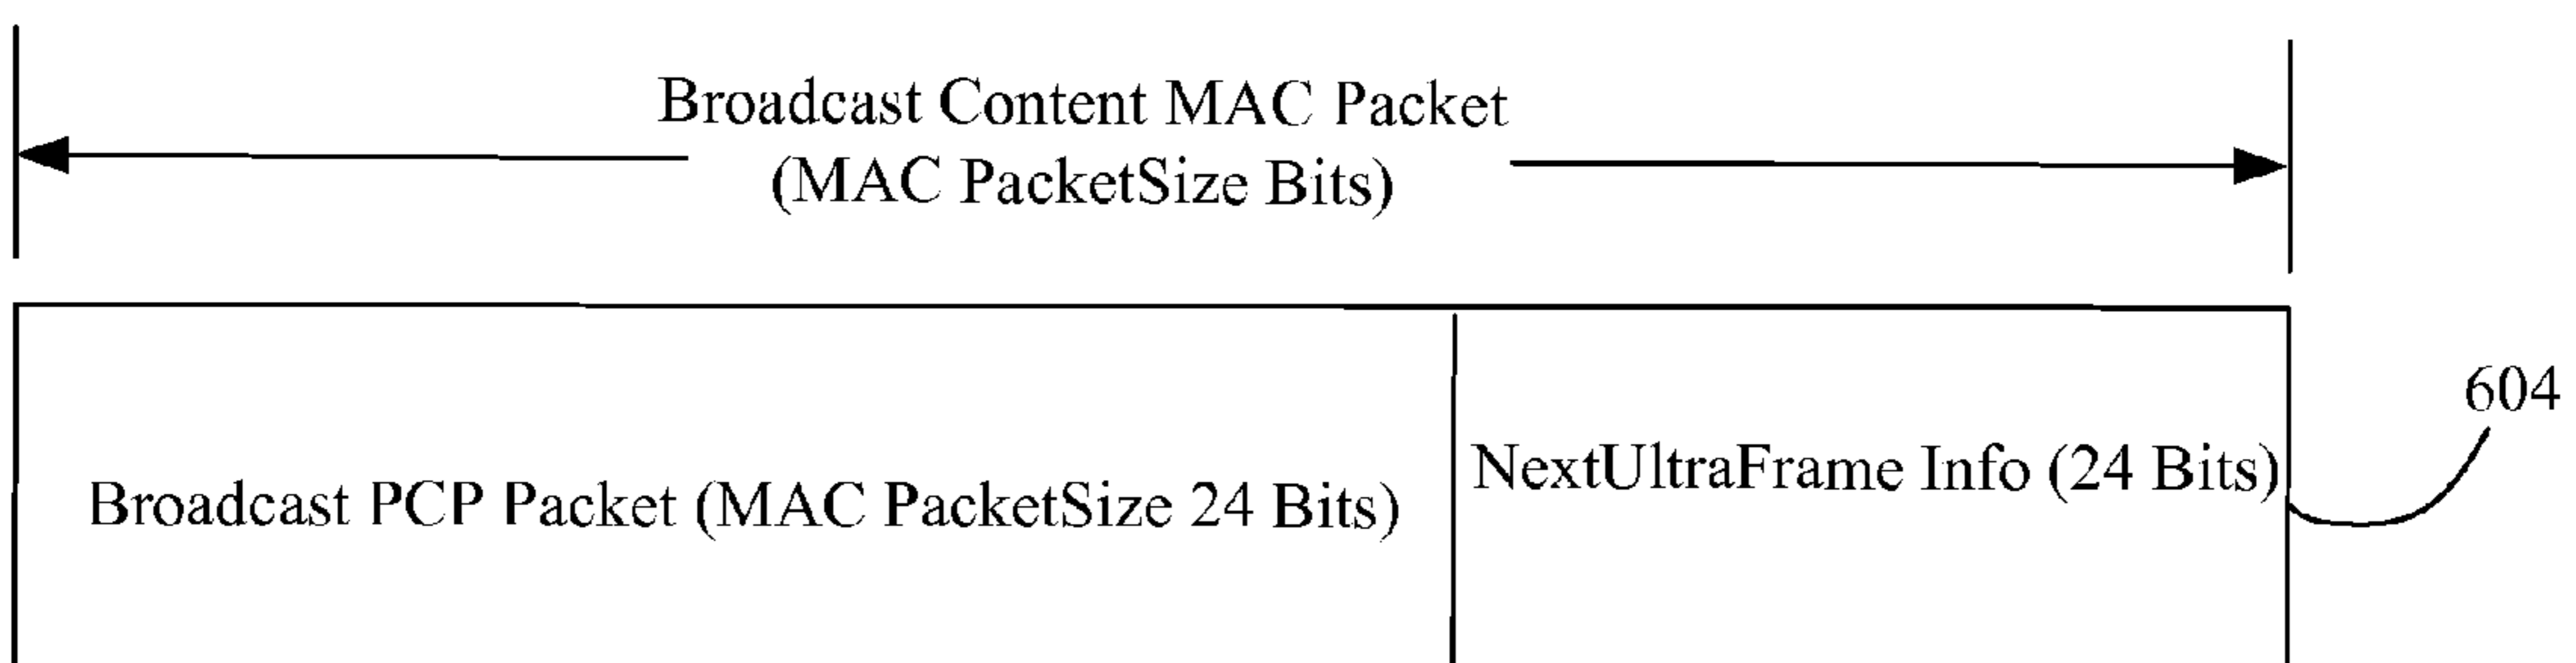 Broadcast Content MAC Packet
(MAC PacketSize Bits)
604
NextUltraFrame Info (24 Bits)
Broadcast PCP Packet (MAC PacketSize 24 Bits)